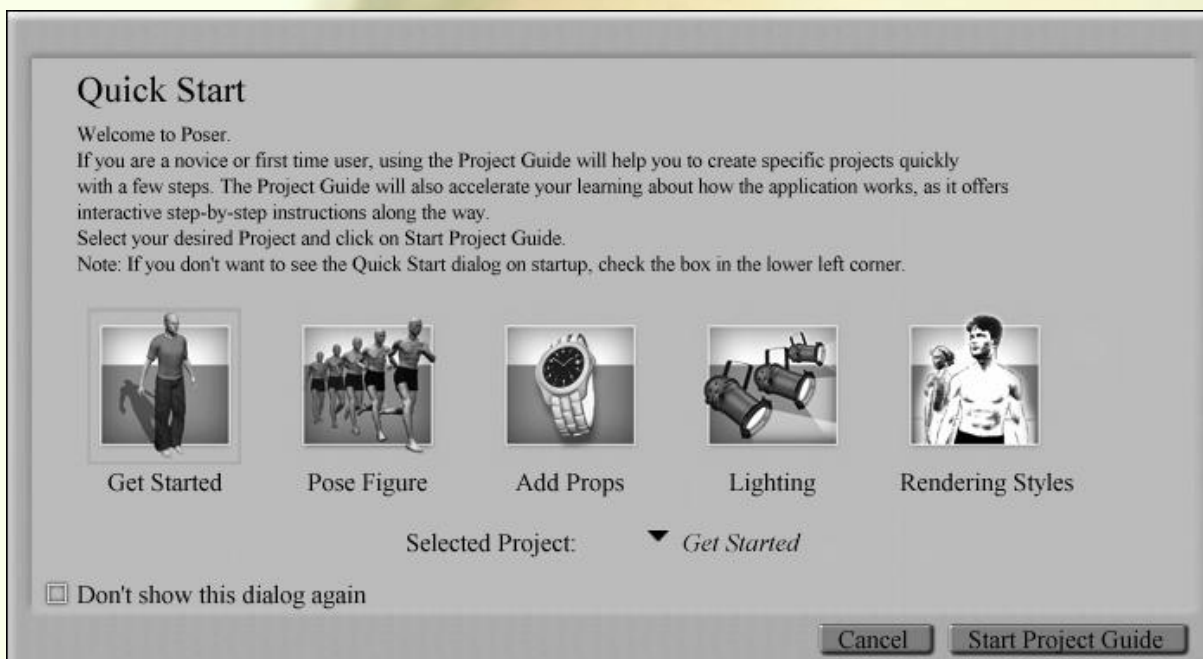 Quick Start
Welcome to Poser.
If you are a novice or first time user, using the Project Guide will help you to create specific projects quickly
with a few steps. The Project Guide will also accelerate your learning about how the application works, as it offers
interactive step-by-step instructions along the way.
Select your desired Project and click on Start Project Guide.
Note: If you don't want to see the Quick Start dialog on startup, check the box in the lower left corner.
Get Started
Pose Figure
Add Props
Lighting
Rendering Styles
Selected Project: Get Started
Don't show this dialog again
Cancel
Start Project Guide